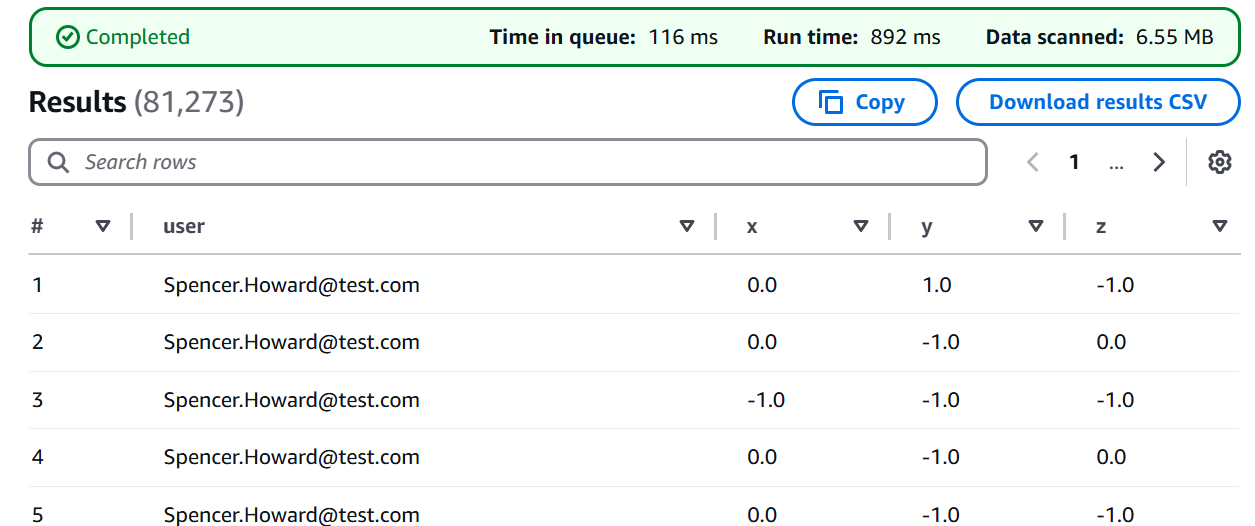 Completed Time in queue: 116 ms Run time: 892 ms Data scanned: 6.55 MB
Results (81,273) Copy Download results CSV
Search rows 1 ...
# user x y z
1 Spencer.Howard@test.com 0.0 1.0 -1.0
2 Spencer.Howard@test.com 0.0 -1.0 0.0
3 Spencer.Howard@test.com -1.0 -1.0 -1.0
4 Spencer.Howard@test.com 0.0 -1.0 0.0
5 Spencer.Howard@test.com 0.0 -1.0 -1.0